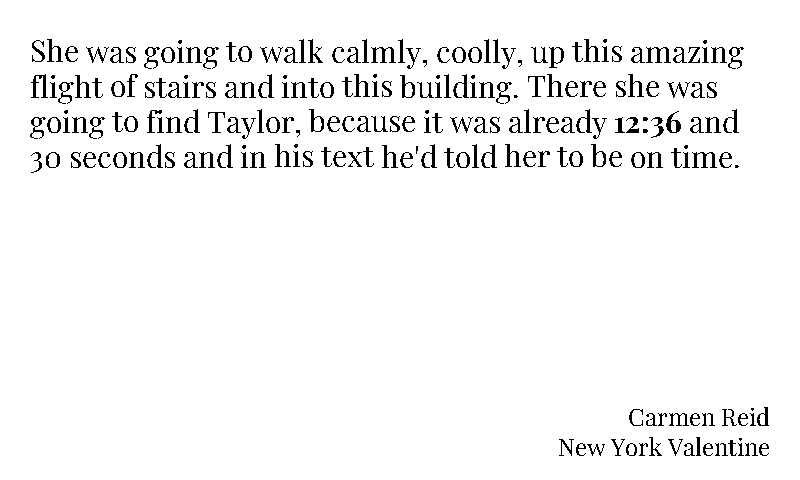 She was going to walk calmly, coolly, up this amazing
flight of stairs and into this building. There she was
going to find Taylor, because it was already 12:36 and
30 seconds and in his text he'd told her to be on time.
Carmen Reid
New York Valentine